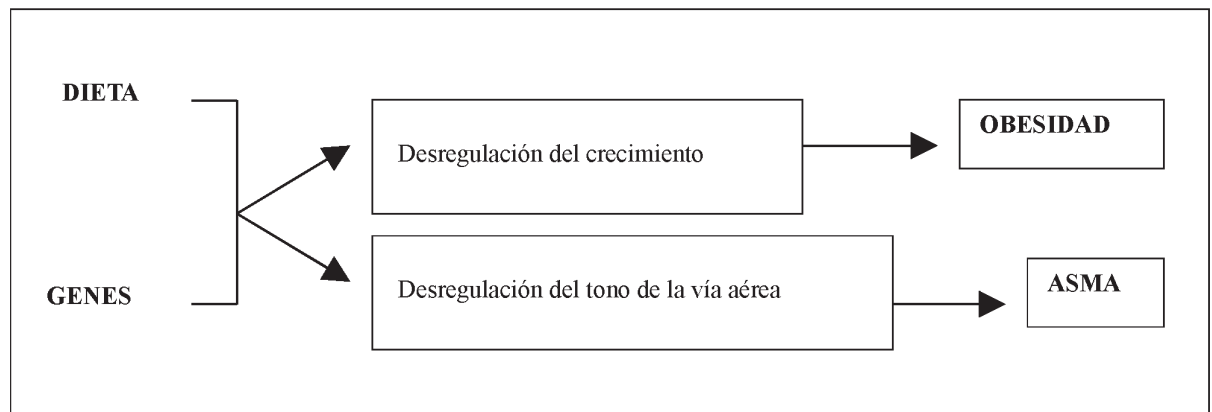 DIETA
OBESIDAD
Desregulación del crecimiento
Desregulación del tono de la vía aérea
GENES
ASMA